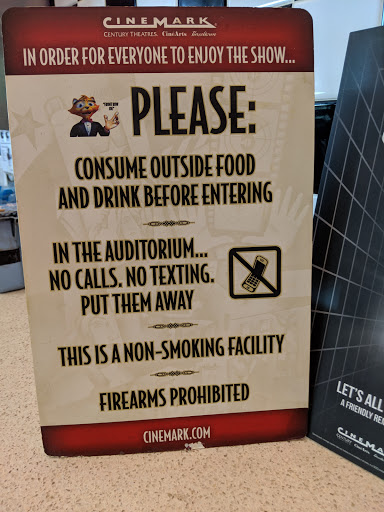 CINEMARK
CENTURY THEATRES. CinéArts Tinseltown
IN ORDER FOR EVERYONE TO ENJOY THE SHOW...
PLEASE:
CONSUME OUTSIDE FOOD
AND DRINK BEFORE ENTERING
IN THE AUDITORIUM...
NO CALLS. NO TEXTING.
PUT THEM AWAY
THIS IS A NON-SMOKING FACILITY
FIREARMS PROHIBITED
CINEMARK.COM
LET'S ALL
A FRIENDLY RE
CINEMA
CENTURY